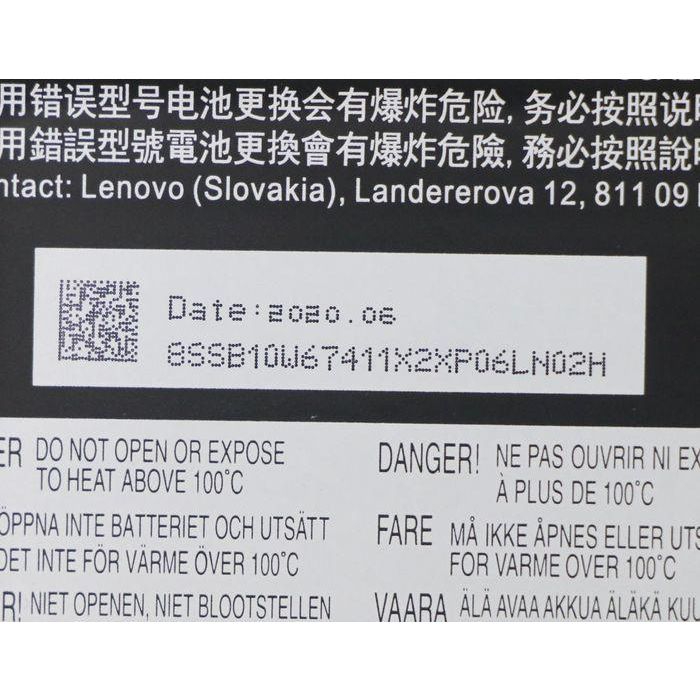 用错误型号电池更换会有爆炸危险, 务必按照说
用錯誤型號電池更換會有爆炸危險, 務必按照說
ntact: Lenovo (Slovakia), Landererova 12, 811 09
Date:2020.06
8SSB10W67411X2XP06LN02H
ER DO NOT OPEN OR EXPOSE
TO HEAT ABOVE 100°C
ÖPPNA INTE BATTERIET OCH UTSÄTT
DET INTE FÖR VÄRME ÖVER 100°C
R! NIET OPENEN, NIET BLOOTSTELLEN
DANGER! NE PAS OUVRIR NI EX
À PLUS DE 100°C
FARE MÅ IKKE ÅPNES ELLER UTS
FOR VARME OVER 100°C
VAARA ÄLÄ AVAA AKKUA ÄLÄKÄ KUU